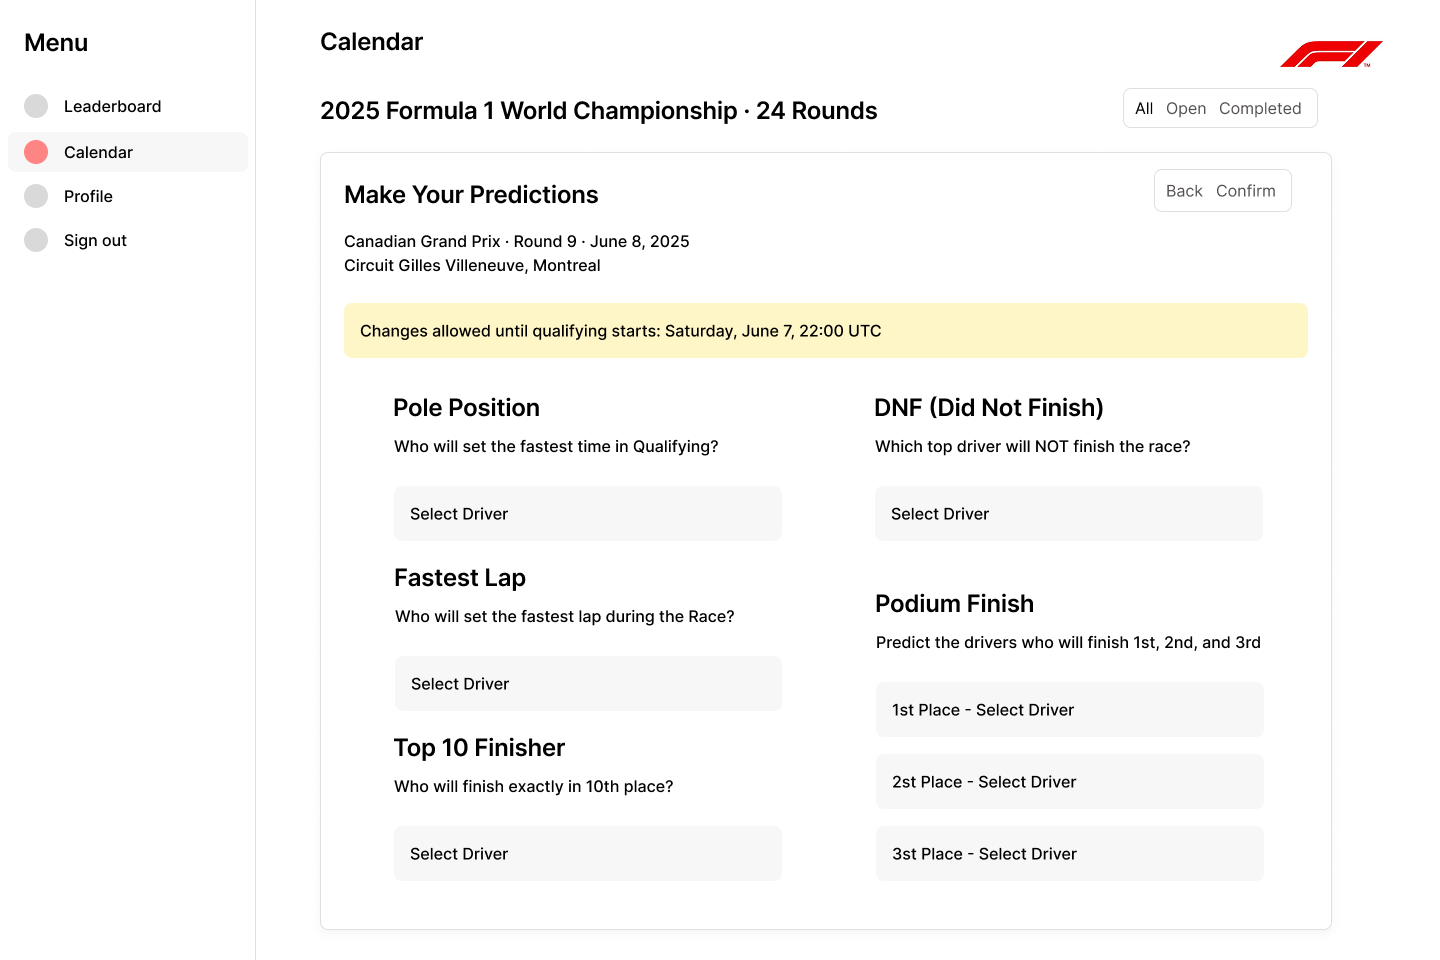 Menu
Leaderboard
Calendar
Profile
Sign out
Calendar
F1
TM
2025 Formula 1 World Championship · 24 Rounds
All Open Completed
Make Your Predictions
Back Confirm
Canadian Grand Prix · Round 9 · June 8, 2025
Circuit Gilles Villeneuve, Montreal
Changes allowed until qualifying starts: Saturday, June 7, 22:00 UTC
Pole Position
Who will set the fastest time in Qualifying?
Select Driver
Fastest Lap
Who will set the fastest lap during the Race?
Select Driver
Top 10 Finisher
Who will finish exactly in 10th place?
Select Driver
DNF (Did Not Finish)
Which top driver will NOT finish the race?
Select Driver
Podium Finish
Predict the drivers who will finish 1st, 2nd, and 3rd
1st Place - Select Driver
2st Place - Select Driver
3st Place - Select Driver